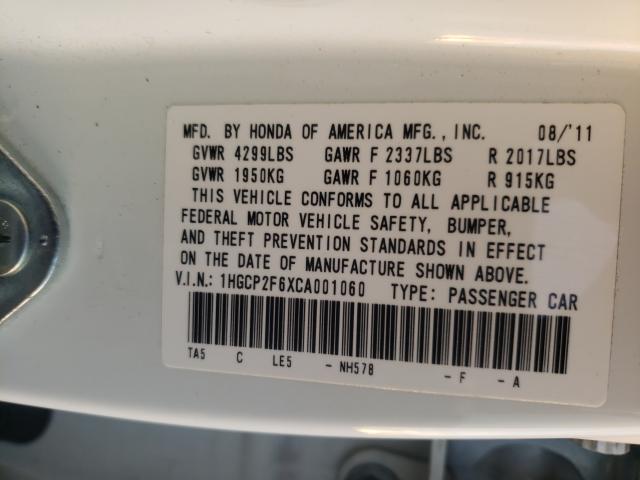 MFD. BY HONDA OF AMERICA MFG., INC. 08/'11
GVWR 4299LBS GAWR F 2337LBS R 2017LBS
GVWR 1950KG GAWR F 1060KG R 915KG
THIS VEHICLE CONFORMS TO ALL APPLICABLE
FEDERAL MOTOR VEHICLE SAFETY, BUMPER,
AND THEFT PREVENTION STANDARDS IN EFFECT
ON THE DATE OF MANUFACTURE SHOWN ABOVE.
V.I.N.: 1HGCP2F6XCA001060 TYPE: PASSENGER CAR
TA5 C LE5 - NH578 - F - A